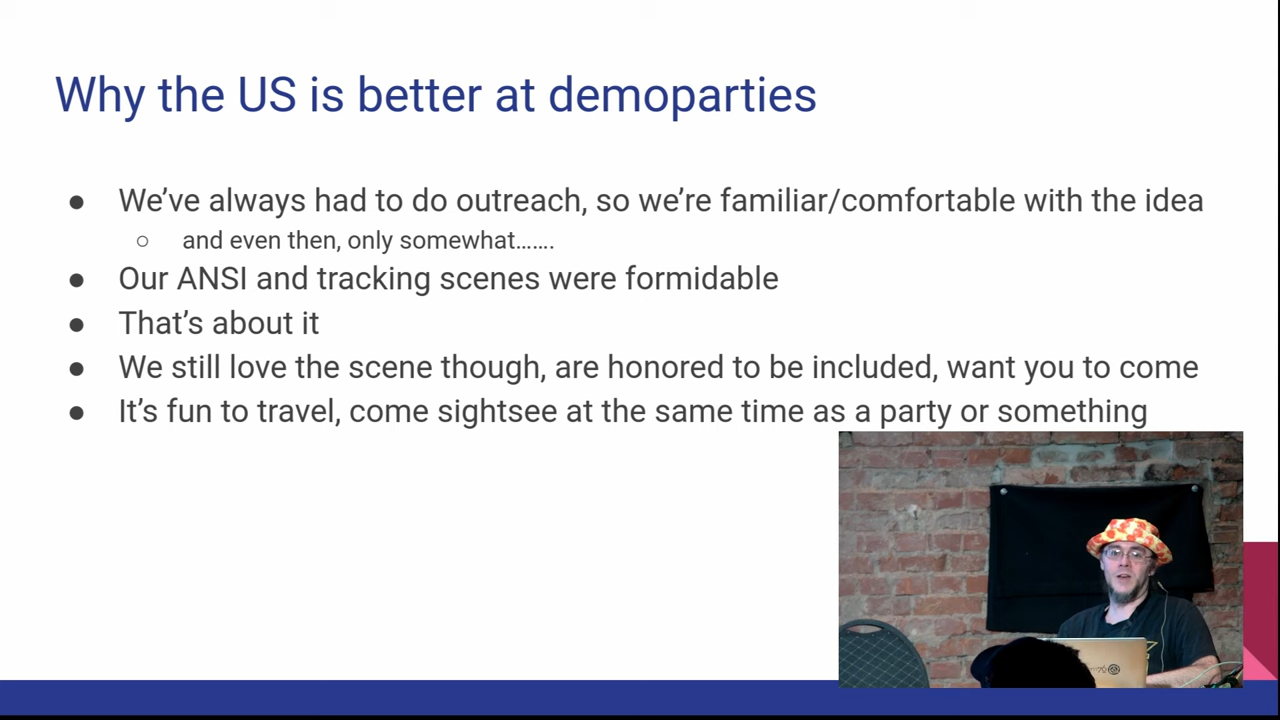 Why the US is better at demoparties
● We’ve always had to do outreach, so we’re familiar/comfortable with the idea
○ and even then, only somewhat…….
● Our ANSI and tracking scenes were formidable
● That’s about it
● We still love the scene though, are honored to be included, want you to come
● It’s fun to travel, come sightsee at the same time as a party or something